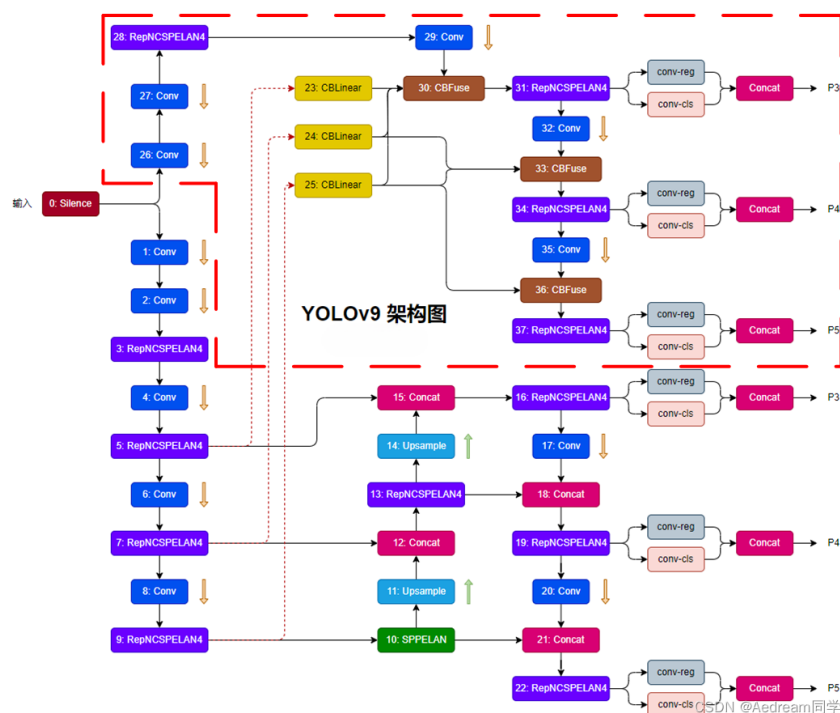 28: RepNCSPELAN4
29: Conv
27: Conv
23: CBLinear
30: CBFuse
31: RepNCSPELAN4
conv-reg
conv-cls
Concat
P3
26: Conv
24: CBLinear
32: Conv
25: CBLinear
33: CBFuse
输入
0: Silence
34: RepNCSPELAN4
conv-reg
conv-cls
Concat
P4
1: Conv
35: Conv
2: Conv
36: CBFuse
YOLOv9 架构图
3: RepNCSPELAN4
37: RepNCSPELAN4
conv-reg
conv-cls
Concat
P5
4: Conv
15: Concat
16: RepNCSPELAN4
conv-reg
conv-cls
Concat
P3
5: RepNCSPELAN4
14: Upsample
17: Conv
6: Conv
13: RepNCSPELAN4
18: Concat
7: RepNCSPELAN4
12: Concat
19: RepNCSPELAN4
conv-reg
conv-cls
Concat
P4
8: Conv
11: Upsample
20: Conv
9: RepNCSPELAN4
10: SPPELAN
21: Concat
22: RepNCSPELAN4
conv-reg
conv-cls
Concat
P5
CSDN @Aedream同学